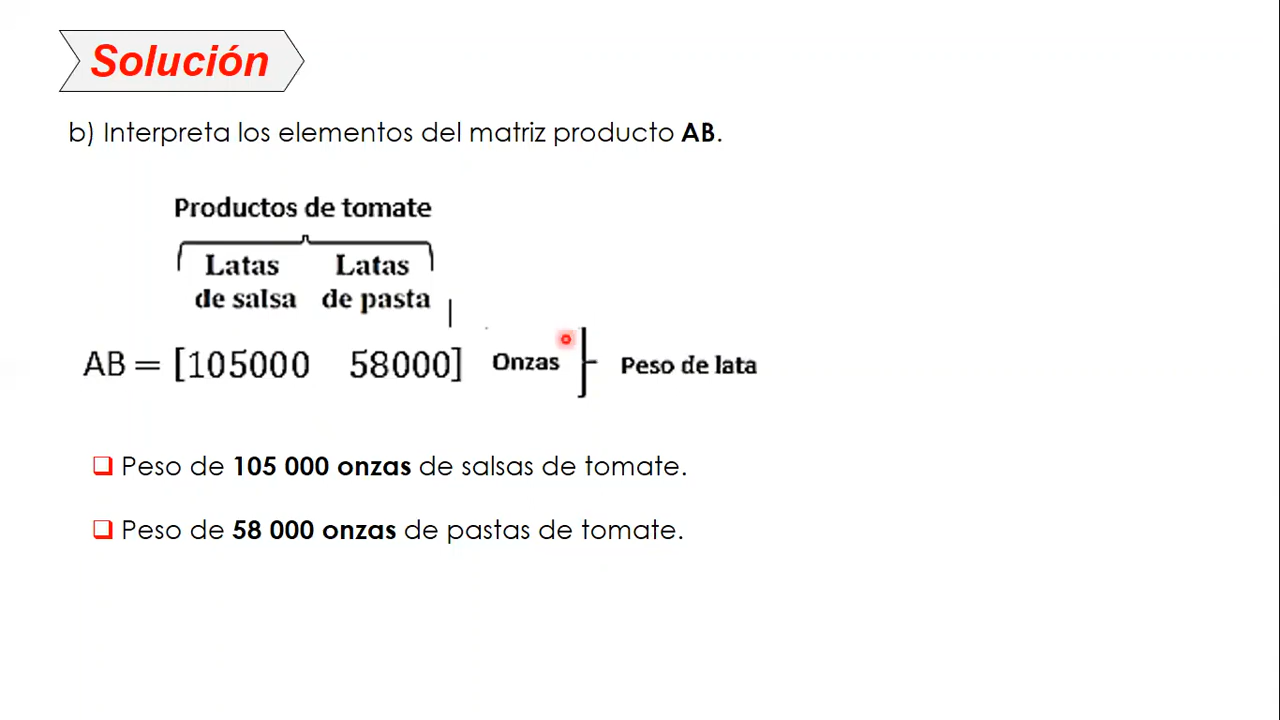 Solución
b) Interpreta los elementos del matriz producto AB.
Productos de tomate
Latas Latas
de salsa de pasta
AB = [105000 58000] Onzas Peso de lata
❑ Peso de 105 000 onzas de salsas de tomate.
❑ Peso de 58 000 onzas de pastas de tomate.